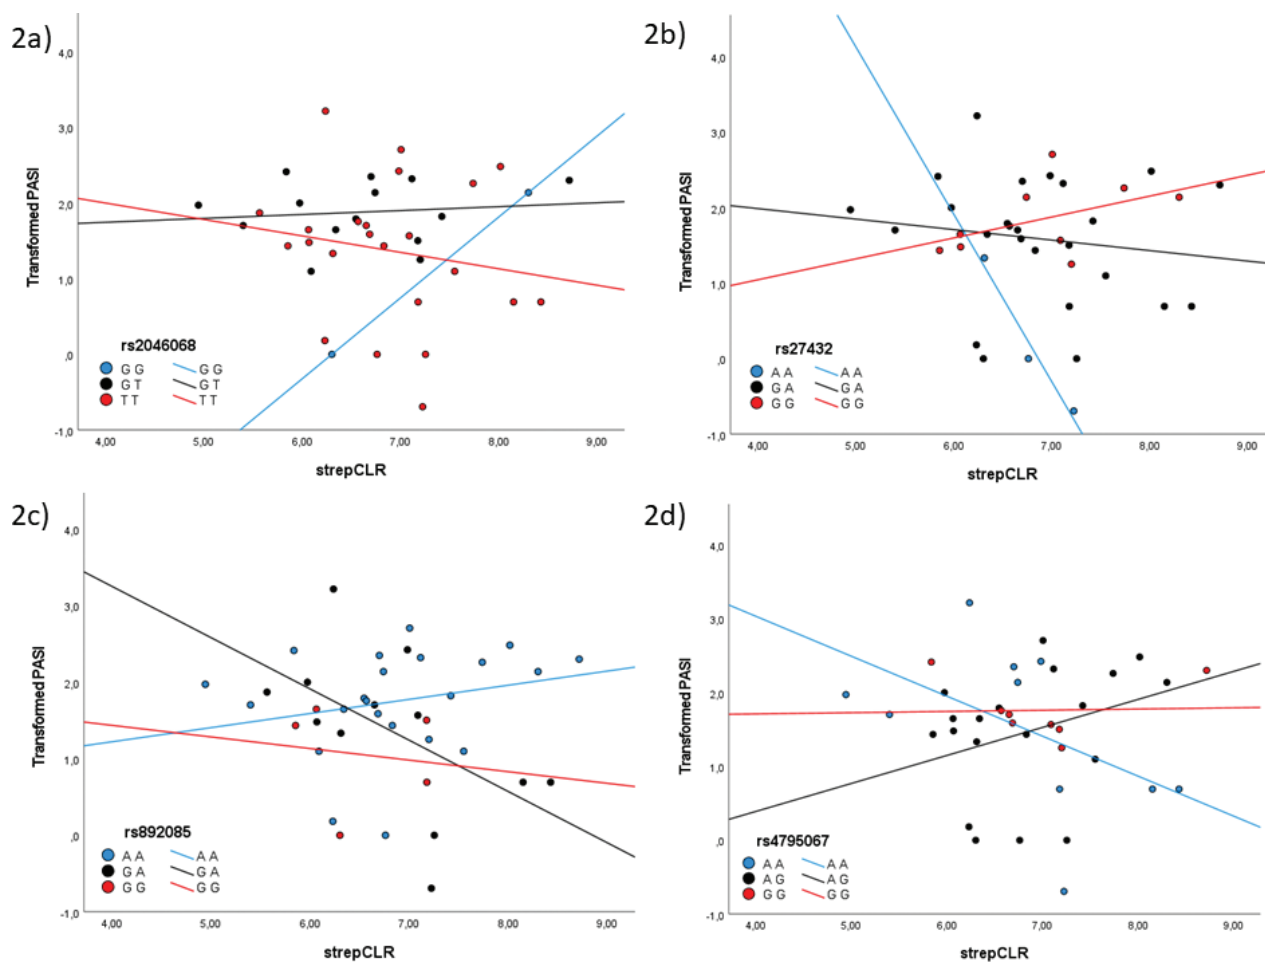 2a)
4,0
3,0
2,0
1,0
,0
-1,0
Transformed PASI
rs2046068
G G G G
G T G T
T T T T
4,00 5,00 6,00 7,00 8,00 9,00
strepCLR
2b)
4,0
3,0
2,0
1,0
,0
-1,0
Transformed PASI
rs27432
A A A A
G A G A
G G G G
4,00 5,00 6,00 7,00 8,00 9,00
strepCLR
2c)
4,0
3,0
2,0
1,0
,0
-1,0
Transformed PASI
rs892085
A A A A
G A G A
G G G G
4,00 5,00 6,00 7,00 8,00 9,00
strepCLR
2d)
4,0
3,0
2,0
1,0
,0
-1,0
Transformed PASI
rs4795067
A A A A
A G A G
G G G G
4,00 5,00 6,00 7,00 8,00 9,00
strepCLR